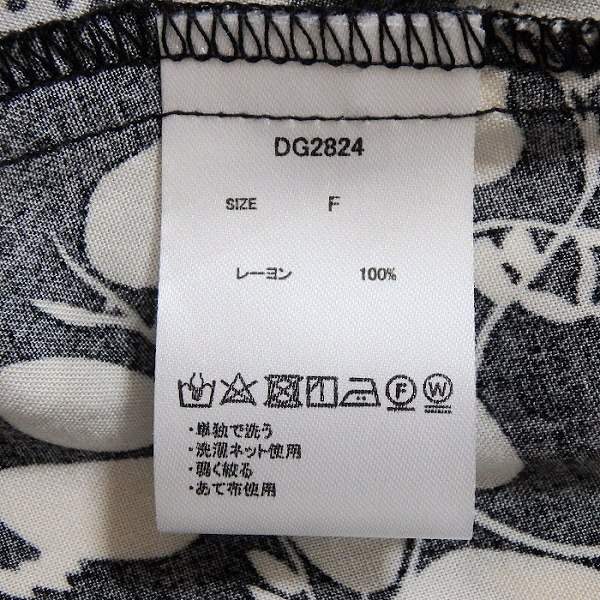 DG2824
SIZE F
レーヨン 100%
F W
・単独で洗う
・洗濯ネット使用
・弱く絞る
・あて布使用